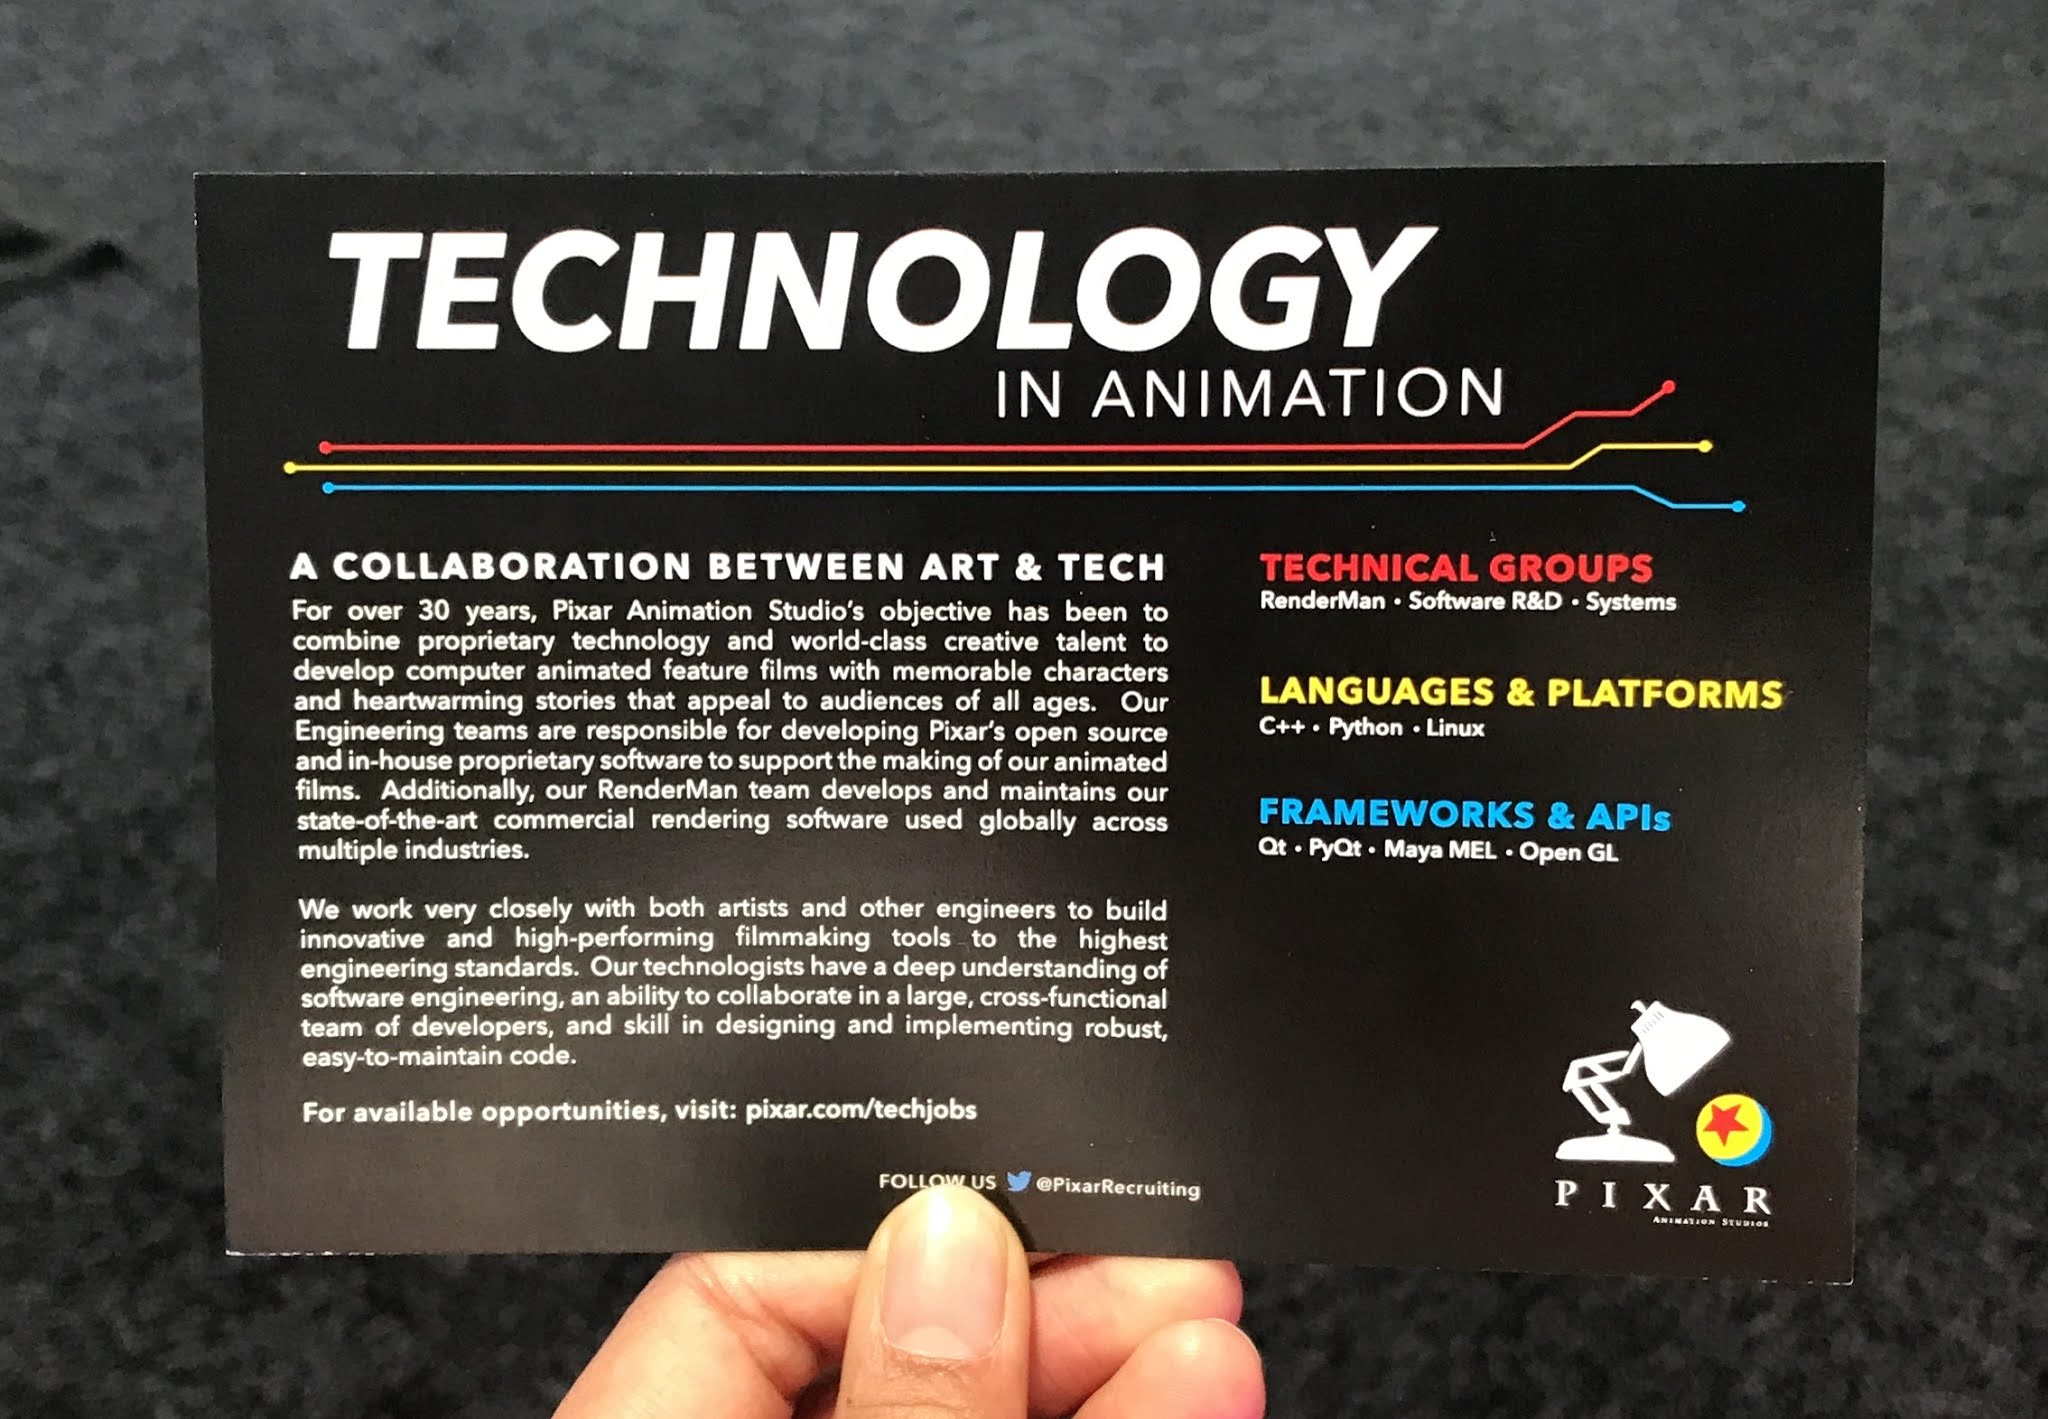 TECHNOLOGY
IN ANIMATION
A COLLABORATION BETWEEN ART & TECH
For over 30 years, Pixar Animation Studio's objective has been to
combine proprietary technology and world-class creative talent to
develop computer animated feature films with memorable characters
and heartwarming stories that appeal to audiences of all ages. Our
Engineering teams are responsible for developing Pixar's open source
and in-house proprietary software to support the making of our animated
films. Additionally, our RenderMan team develops and maintains our
state-of-the-art commercial rendering software used globally across
multiple industries.
We work very closely with both artists and other engineers to build
innovative and high-performing filmmaking tools to the highest
engineering standards. Our technologists have a deep understanding of
software engineering, an ability to collaborate in a large, cross-functional
team of developers, and skill in designing and implementing robust,
easy-to-maintain code.
For available opportunities, visit: pixar.com/techjobs
FOLLOW US @PixarRecruiting
TECHNICAL GROUPS
RenderMan • Software R&D • Systems
LANGUAGES & PLATFORMS
C++ • Python • Linux
FRAMEWORKS & APIs
Qt • PyQt • Maya MEL • Open GL
PIXAR
ANIMATION STUDIOS